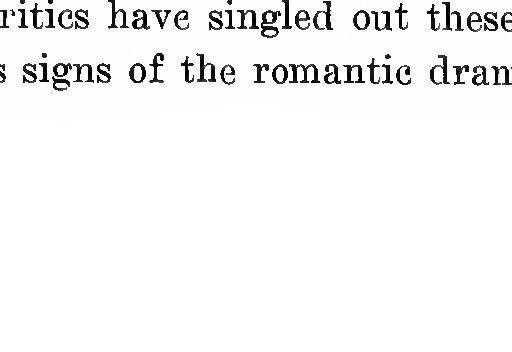 ritics have singled out these
s signs of the romantic dram